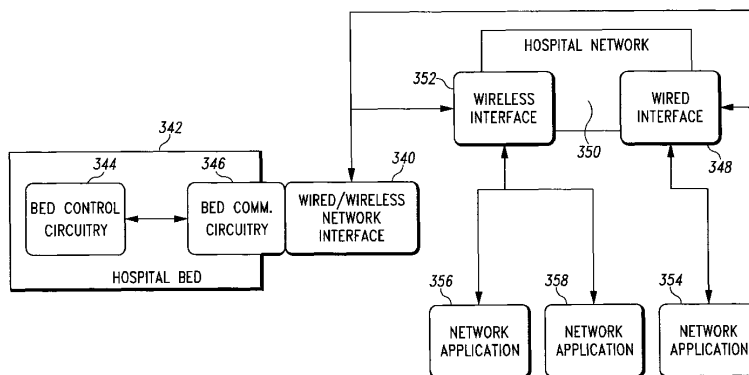 HOSPITAL NETWORK
352
WIRELESS
INTERFACE
350
WIRED
INTERFACE
348
342
344
346
340
BED CONTROL
CIRCUITRY
BED COMM.
CIRCUITRY
WIRED/WIRELESS
NETWORK
INTERFACE
HOSPITAL BED
356
358
354
NETWORK
APPLICATION
NETWORK
APPLICATION
NETWORK
APPLICATION